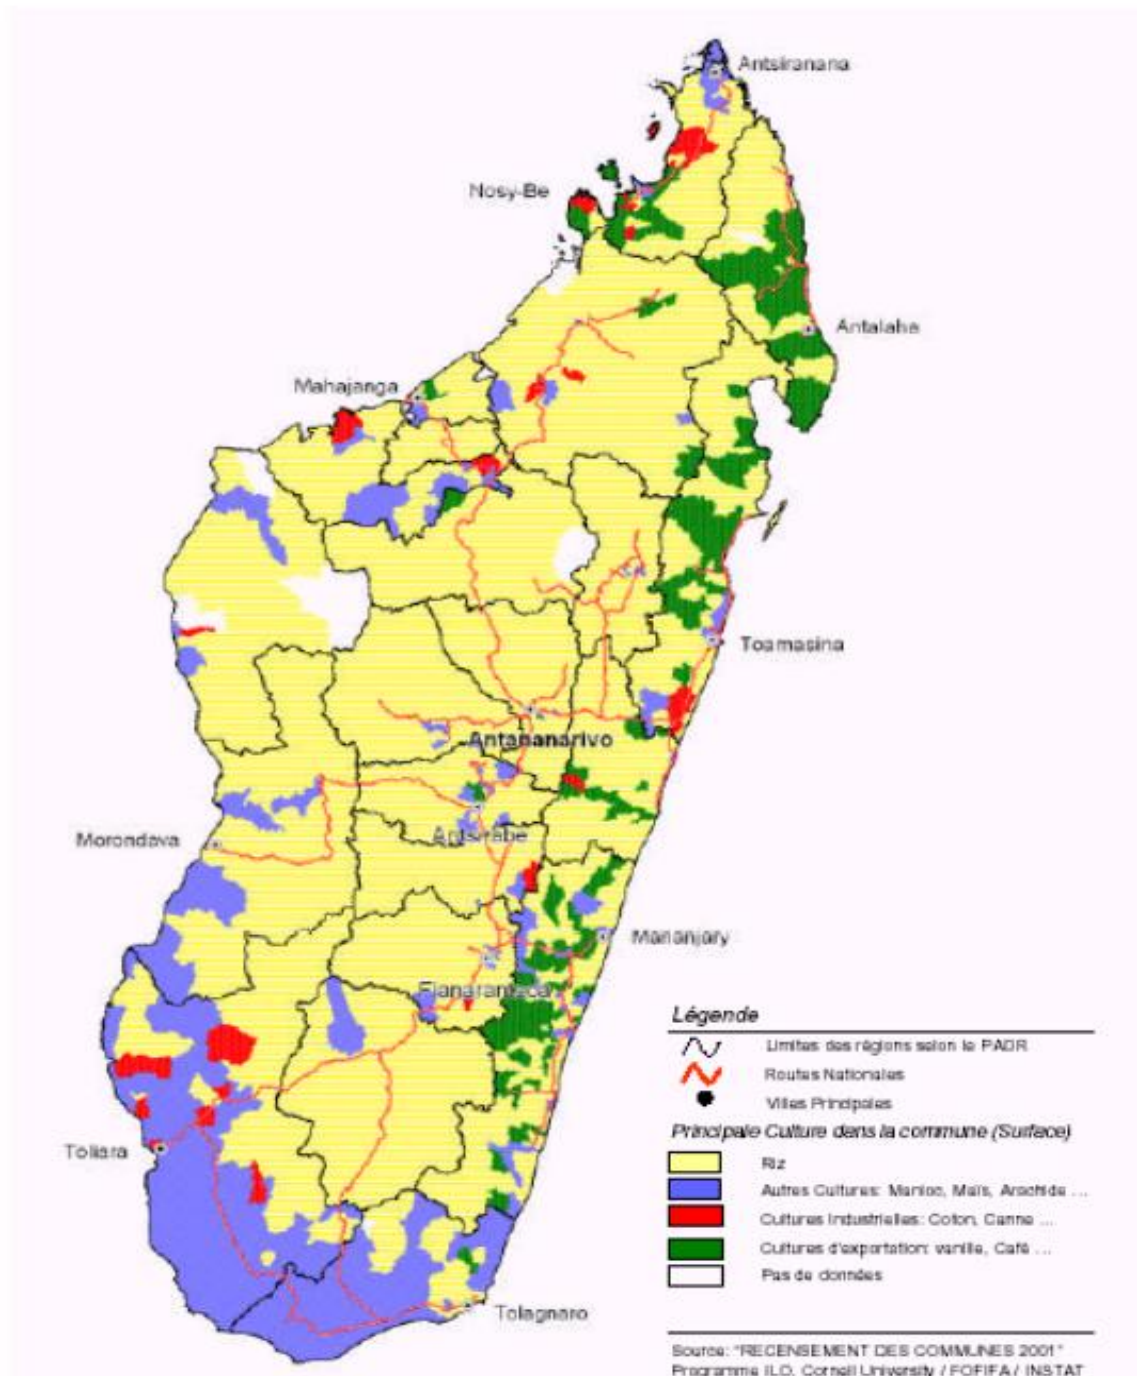 Antsiranana
Nosy-Be
Antalaha
Mahajanga
Toamasina
Antananarivo
Antsirabe
Morondava
Mananjary
Fianarantsoa
Toliara
Tolagnaro
Légende
Limites des régions selon le PADR
Routes Nationales
Villes Principales
Principale Culture dans la commune (Surface)
Riz
Autres Cultures: Manioc, Maïs, Arachide ...
Cultures Industrielles: Coton, Canne ...
Cultures d'exportation: vanille, Café ...
Pas de données
Source: "RECENSEMENT DES COMMUNES 2001"
Programme ILO, Cornell University / FOFIFA / INSTAT